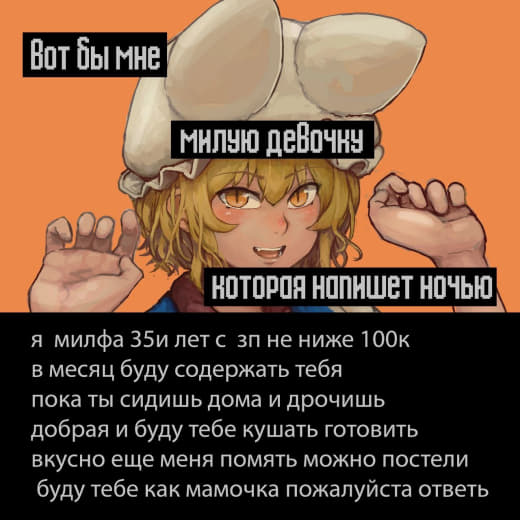 Вот бы мне
милую девочку
которая напишет ночью
я милфа 35и лет с зп не ниже 100к
в месяц буду содержать тебя
пока ты сидишь дома и дрочишь
добрая и буду тебе кушать готовить
вкусно еще меня помять можно постели
буду тебе как мамочка пожалуйста ответь